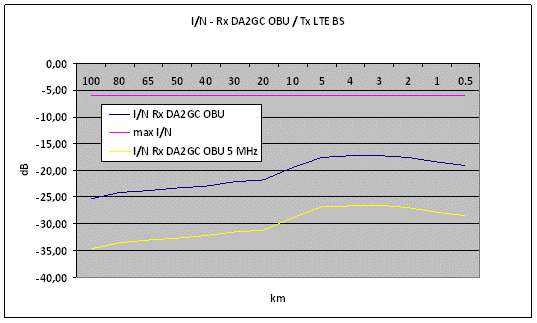 I/N - Rx DA2GC OBU / Tx LTE BS
0,00
100 80 65 50 40 30 20 10 5 4 3 2 1 0.5
-5,00
I/N Rx DA2GC OBU
-10,00
max I/N
-15,00
I/N Rx DA2GC OBU 5 MHz
dB
-20,00
-25,00
-30,00
-35,00
-40,00
km